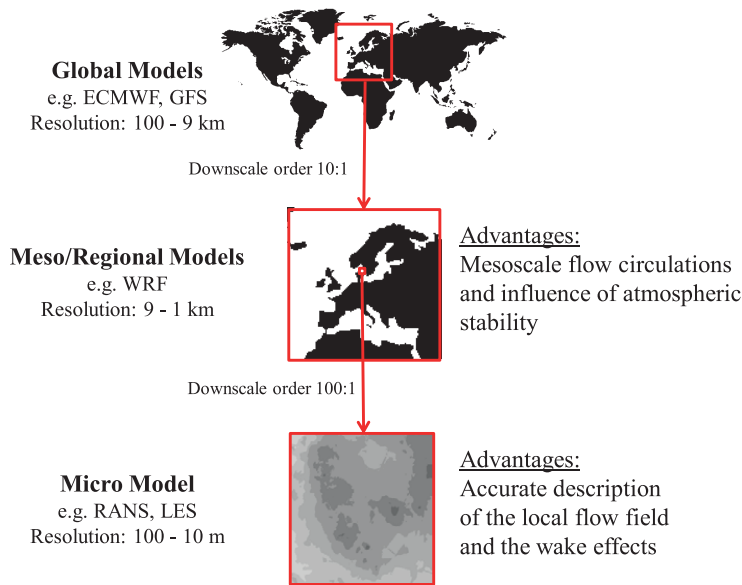 Global Models
e.g. ECMWF, GFS
Resolution: 100 - 9 km
Downscale order 10:1
Meso/Regional Models
e.g. WRF
Resolution: 9 - 1 km
Advantages:
Mesoscale flow circulations
and influence of atmospheric
stability
Downscale order 100:1
Micro Model
e.g. RANS, LES
Resolution: 100 - 10 m
Advantages:
Accurate description
of the local flow field
and the wake effects